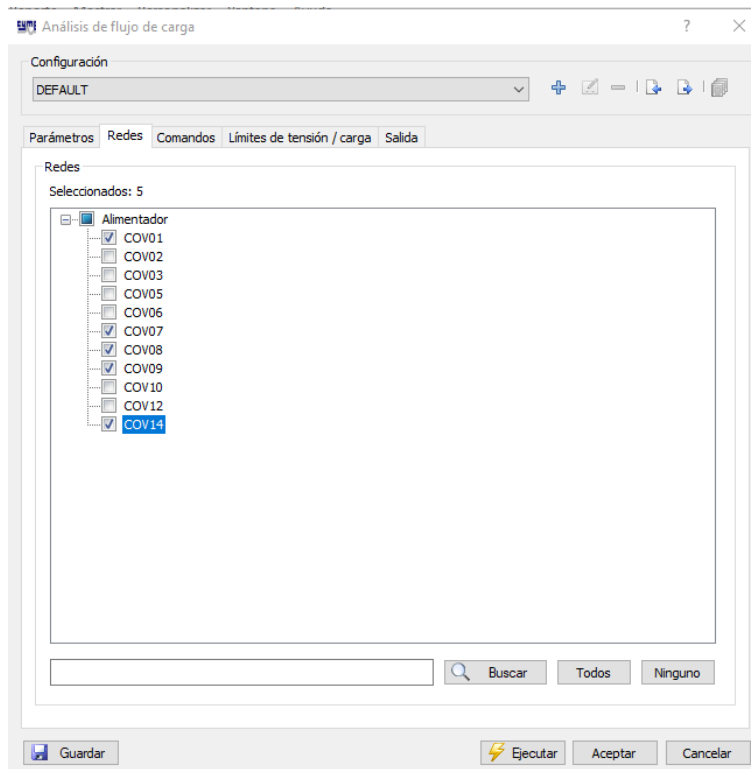 Análisis de flujo de carga ?
Configuración
DEFAULT
Parámetros Redes Comandos Límites de tensión / carga Salida
Redes
Seleccionados: 5
Alimentador
COV01
COV02
COV03
COV05
COV06
COV07
COV08
COV09
COV10
COV12
COV14
Buscar Todos Ninguno
Guardar Ejecutar Aceptar Cancelar